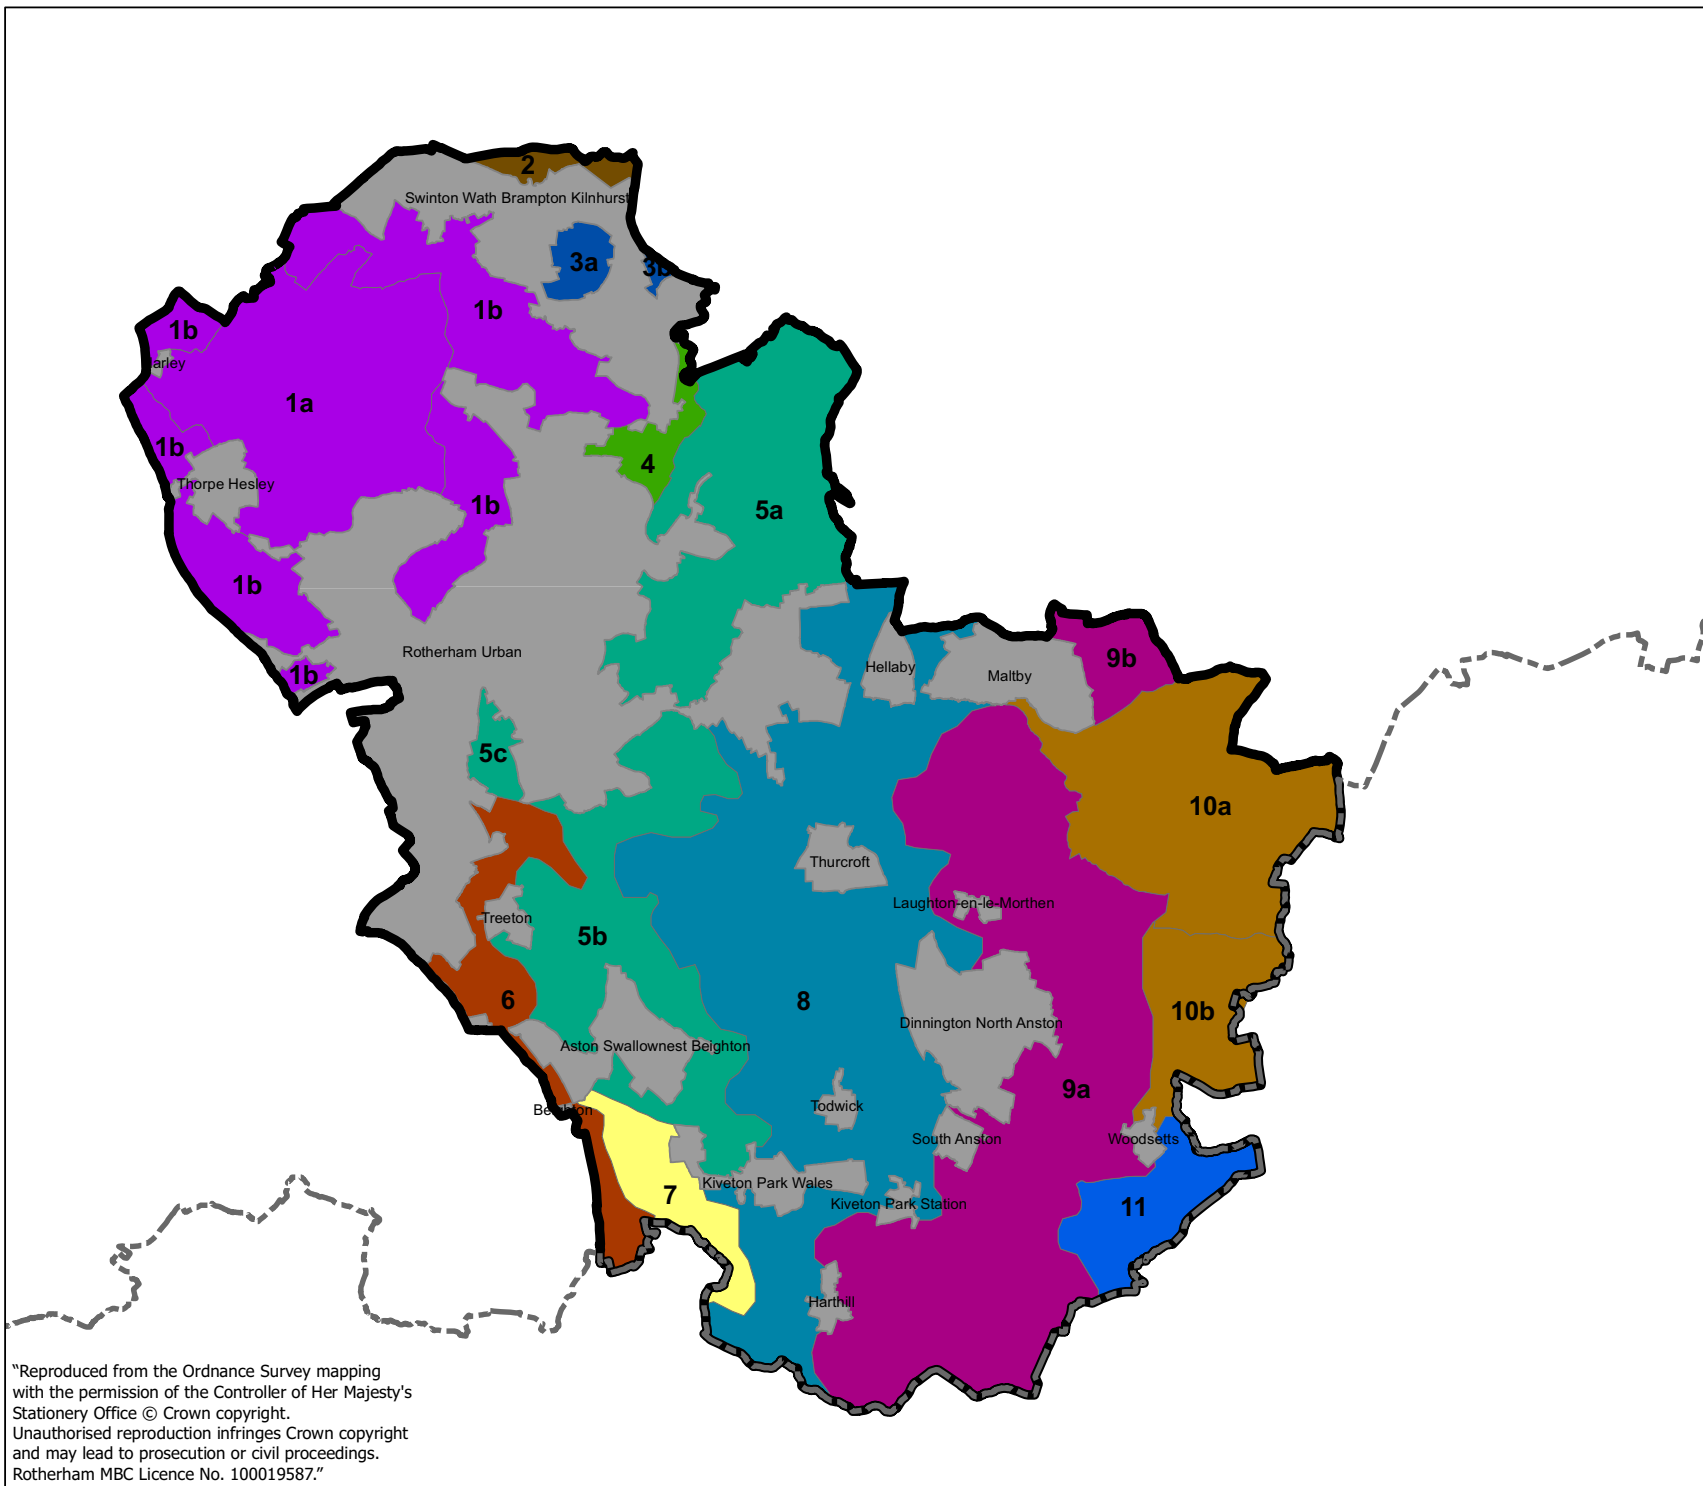 2
Swinton Wath Brampton Kilnhurst
3a
3b
1b
1b
arley
1a
1b
4
Thorpe Hesley
1b
5a
1b
Rotherham Urban
Hellaby
9b
Maltby
1b
5c
10a
Thurcroft
Laughton-en-le-Morthen
Treeton
5b
6
8
10b
Dinnington North Anston
Aston Swallownest Beighton
9a
Todwick
Beighton
South Anston
Woodsetts
Kiveton Park Wales
7
Kiveton Park Station
11
Harthill
“Reproduced from the Ordnance Survey mapping
with the permission of the Controller of Her Majesty's
Stationery Office © Crown copyright.
Unauthorised reproduction infringes Crown copyright
and may lead to prosecution or civil proceedings.
Rotherham MBC Licence No. 100019587.”